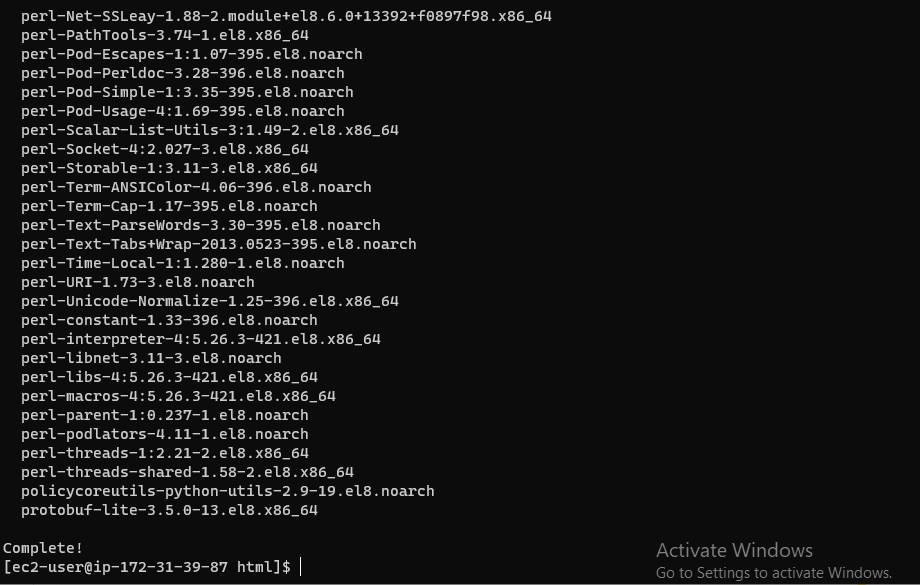 perl-Net-SSLeay-1.88-2.module+el8.6.0+13392+f0897f98.x86_64
perl-PathTools-3.74-1.el8.x86_64
perl-Pod-Escapes-1:1.07-395.el8.noarch
perl-Pod-Perldoc-3.28-396.el8.noarch
perl-Pod-Simple-1:3.35-395.el8.noarch
perl-Pod-Usage-4:1.69-395.el8.noarch
perl-Scalar-List-Utils-3:1.49-2.el8.x86_64
perl-Socket-4:2.027-3.el8.x86_64
perl-Storable-1:3.11-3.el8.x86_64
perl-Term-ANSIColor-4.06-396.el8.noarch
perl-Term-Cap-1.17-395.el8.noarch
perl-Text-ParseWords-3.30-395.el8.noarch
perl-Text-Tabs+Wrap-2013.0523-395.el8.noarch
perl-Time-Local-1:1.280-1.el8.noarch
perl-URI-1.73-3.el8.noarch
perl-Unicode-Normalize-1.25-396.el8.x86_64
perl-constant-1.33-396.el8.noarch
perl-interpreter-4:5.26.3-421.el8.x86_64
perl-libnet-3.11-3.el8.noarch
perl-libs-4:5.26.3-421.el8.x86_64
perl-macros-4:5.26.3-421.el8.x86_64
perl-parent-1:0.237-1.el8.noarch
perl-podlators-4.11-1.el8.noarch
perl-threads-1:2.21-2.el8.x86_64
perl-threads-shared-1.58-2.el8.x86_64
policycoreutils-python-utils-2.9-19.el8.noarch
protobuf-lite-3.5.0-13.el8.x86_64
Complete!
[ec2-user@ip-172-31-39-87 html]$
Activate Windows
Go to Settings to activate Windows.